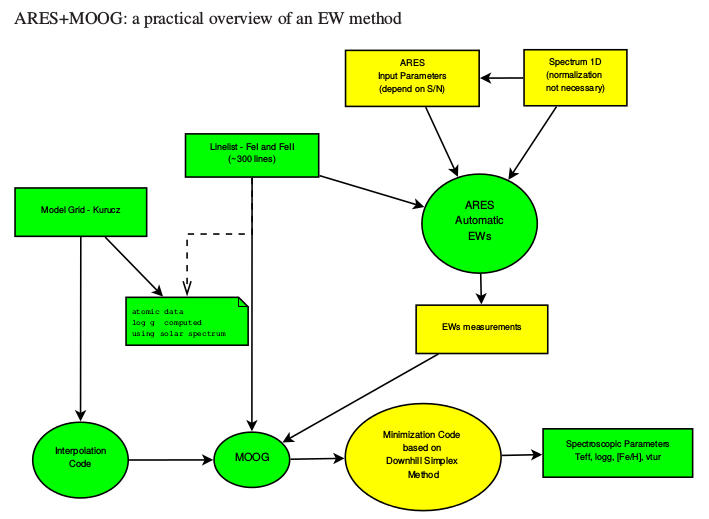 ARES+MOOG: a practical overview of an EW method
ARES
Input Parameters
(depend on S/N)
Spectrum 1D
(normalization
not necessary)
Linelist - FeI and FeII
(~300 lines)
Model Grid - Kurucz
ARES
Automatic
EWs
atomic data
log g computed
using solar spectrum
EWs measurements
Interpolation
Code
MOOG
Minimization Code
based on
Downhill Simplex
Method
Spectroscopic Parameters
Teff, logg, [Fe/H], vtur